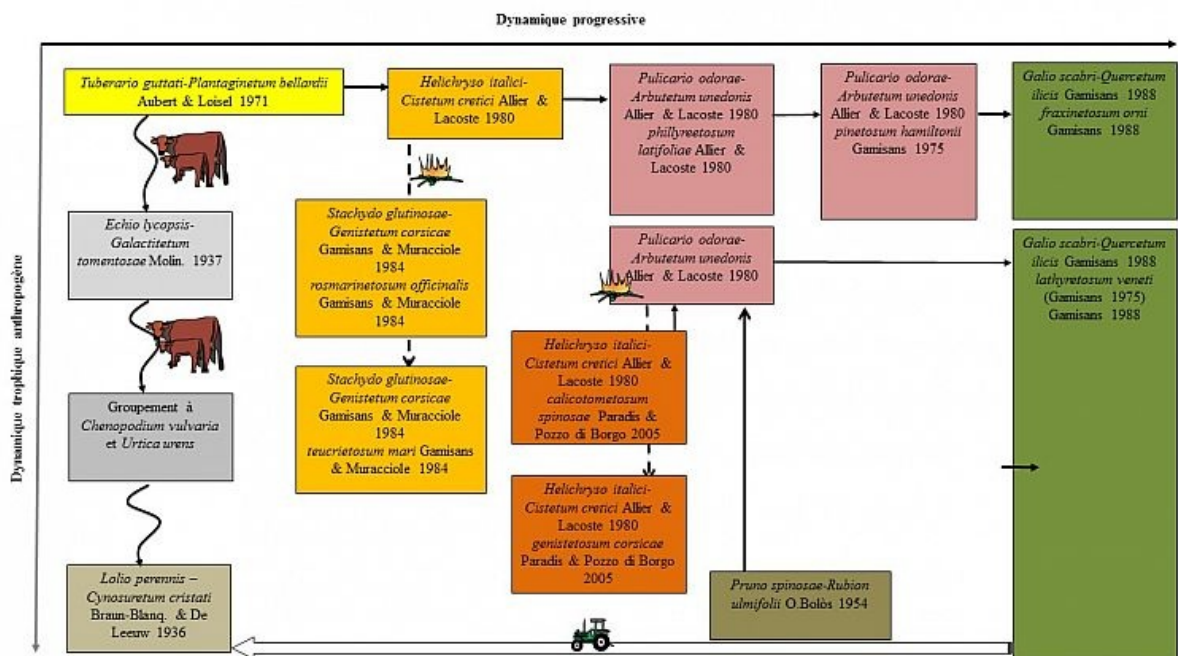 Dynamique progressive
Dynamique trophique anthropogène
Tuberario guttati-Plantaginetum bellardii
Aubert & Loisel 1971
Helichryso italici-
Cistetum cretici Allier &
Lacoste 1980
Pulicario odorae-
Arbutetum unedonis
Allier & Lacoste 1980
phillyreetosum
latifoliae Allier &
Lacoste 1980
Pulicario odorae-
Arbutetum unedonis
Allier & Lacoste 1980
pinetosum hamiltonii
Gamisans 1975
Galio scabri-Quercetum
ilicis Gamisans 1988
fraxinetosum orni
Gamisans 1988
Echio lycopsis-
Galactitetum
tomentosae Molin. 1937
Stachydo glutinosae-
Genistetum corsicae
Gamisans & Muracciole
1984
rosmarinetosum officinalis
Gamisans & Muracciole
1984
Pulicario odorae-
Arbutetum unedonis
Allier & Lacoste 1980
Galio scabri-Quercetum
ilicis Gamisans 1988
lathyretosum veneti
(Gamisans 1975)
Gamisans 1988
Groupement à
Chenopodium vulvaria
et Urtica urens
Stachydo glutinosae-
Genistetum corsicae
Gamisans & Muracciole
1984
teucrietosum mari Gamisans
& Muracciole 1984
Helichryso italici-
Cistetum cretici Allier &
Lacoste 1980
calicotometosum
spinosae Paradis &
Pozzo di Borgo 2005
Helichryso italici-
Cistetum cretici Allier &
Lacoste 1980
genistetosum corsicae
Paradis & Pozzo di Borgo
2005
Lolio perennis –
Cynosuretum cristati
Braun-Blanq. & De
Leeuw 1936
Pruno spinosae-Rubion
ulmifolii O.Bolòs 1954